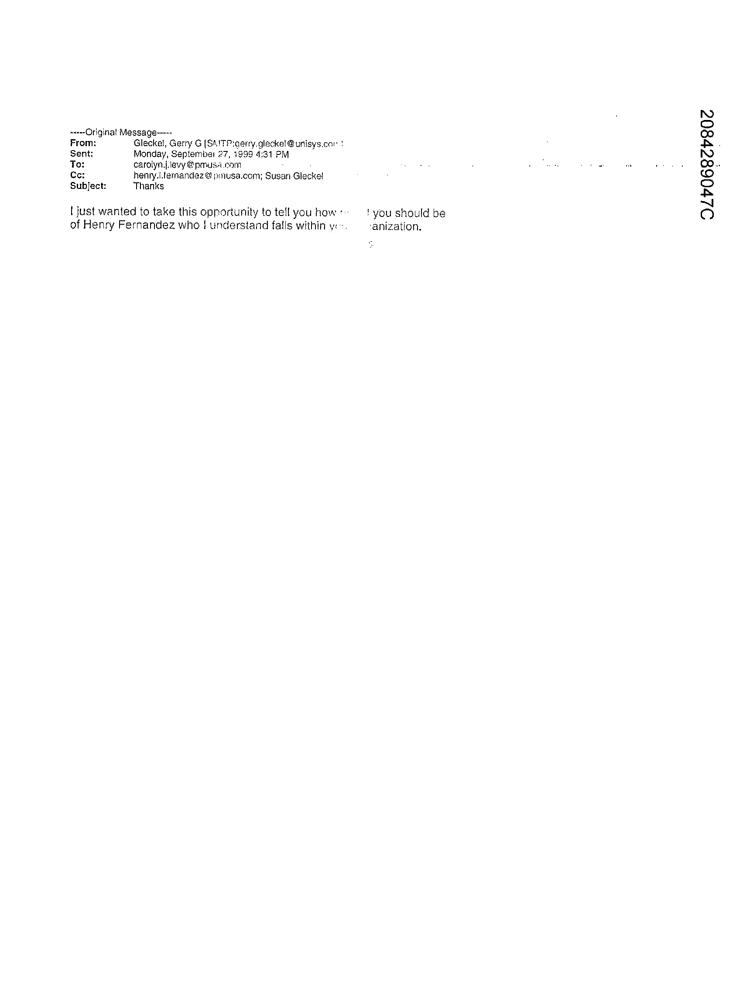 -----Original Message-----
From: Gleckel, Gerry G [SMTP:gerry.gleckel@unisys.com]
Sent: Monday, September 27, 1999 4:31 PM
To: carolyn.j.levy@pmusa.com
Cc: henry.l.fernandez@pmusa.com; Susan Gleckel
Subject: Thanks
I just wanted to take this opportunity to tell you how you should be
of Henry Fernandez who I understand falls within anization.
2084289047C